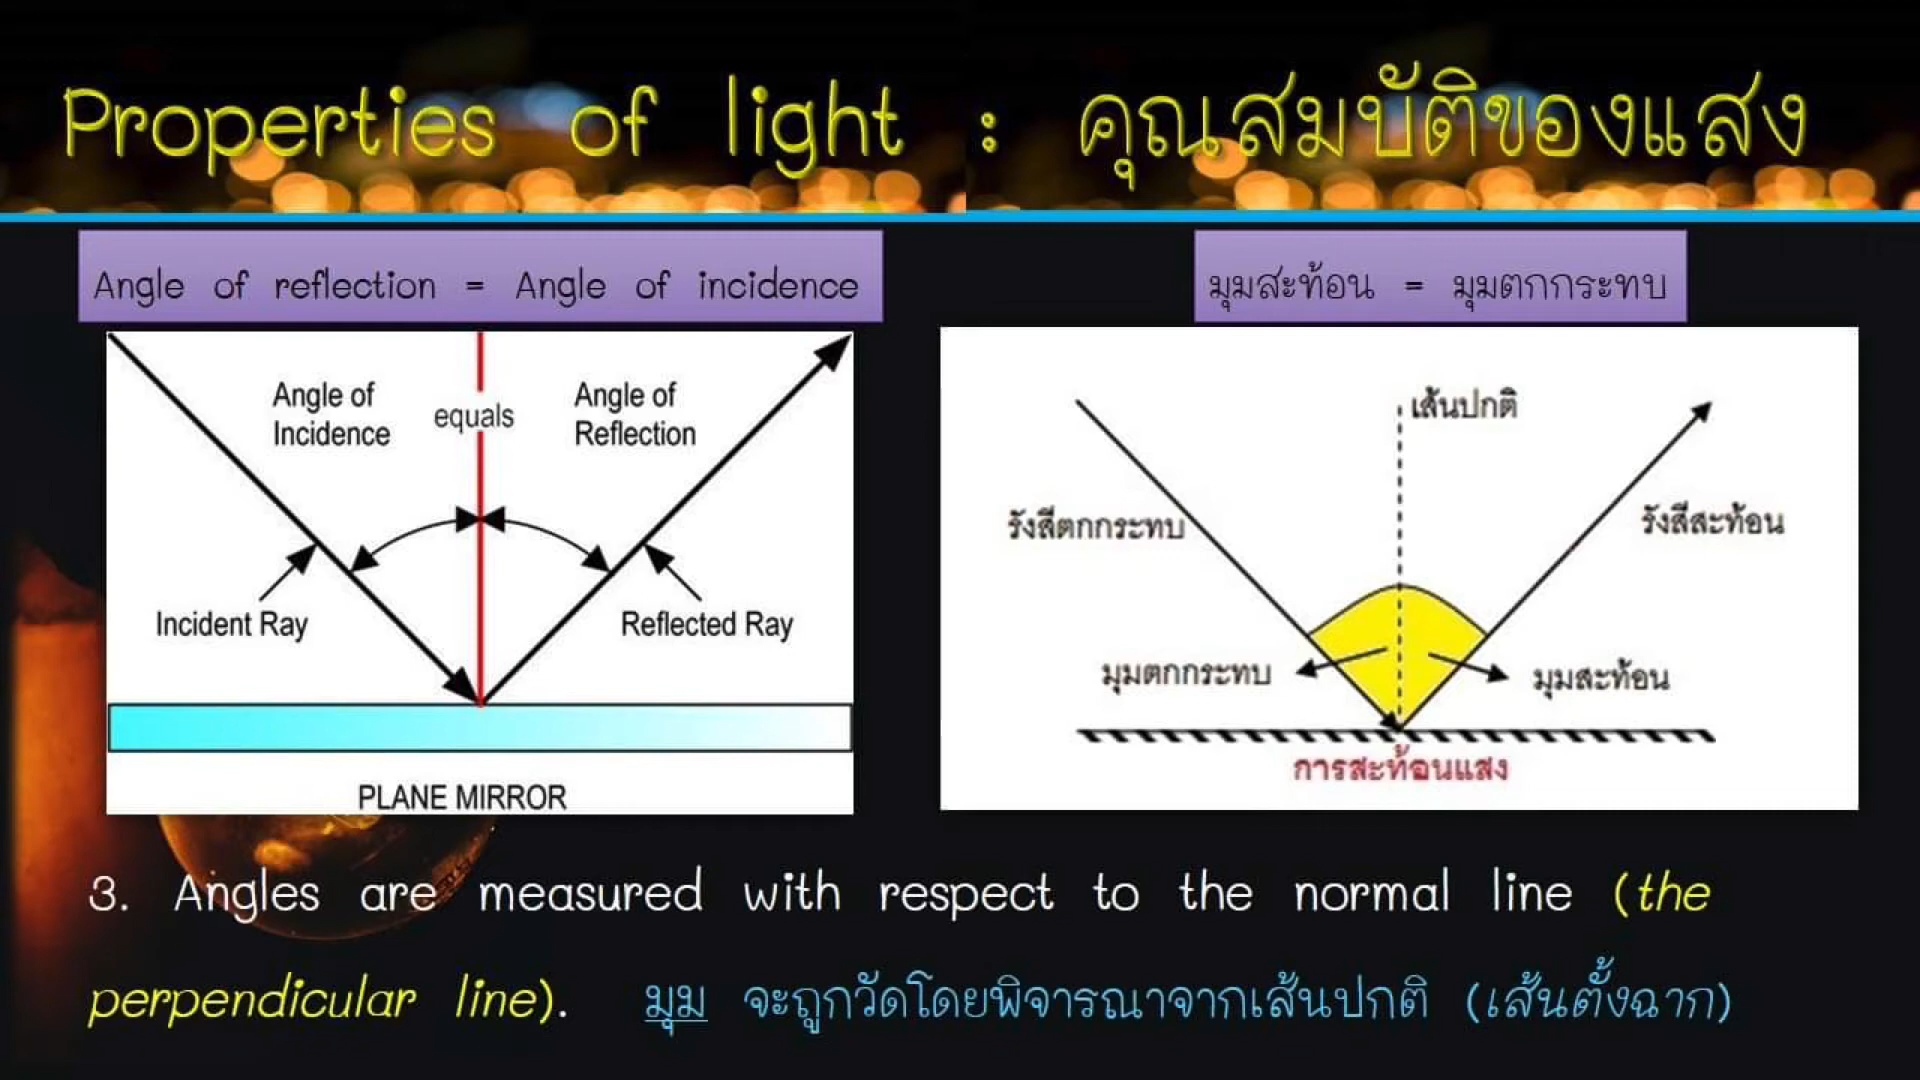 Properties of light : คุณสมบัติของแสง
Angle of reflection = Angle of incidence
มุมสะท้อน = มุมตกกระทบ
Angle of
Incidence
equals
Angle of
Reflection
Incident Ray
Reflected Ray
PLANE MIRROR
เส้นปกติ
รังสีตกกระทบ
รังสีสะท้อน
มุมตกกระทบ
มุมสะท้อน
การสะท้อนแสง
3. Angles are measured with respect to the normal line (the
perpendicular line). มุม จะถูกวัดโดยพิจารณาจากเส้นปกติ (เส้นตั้งฉาก)